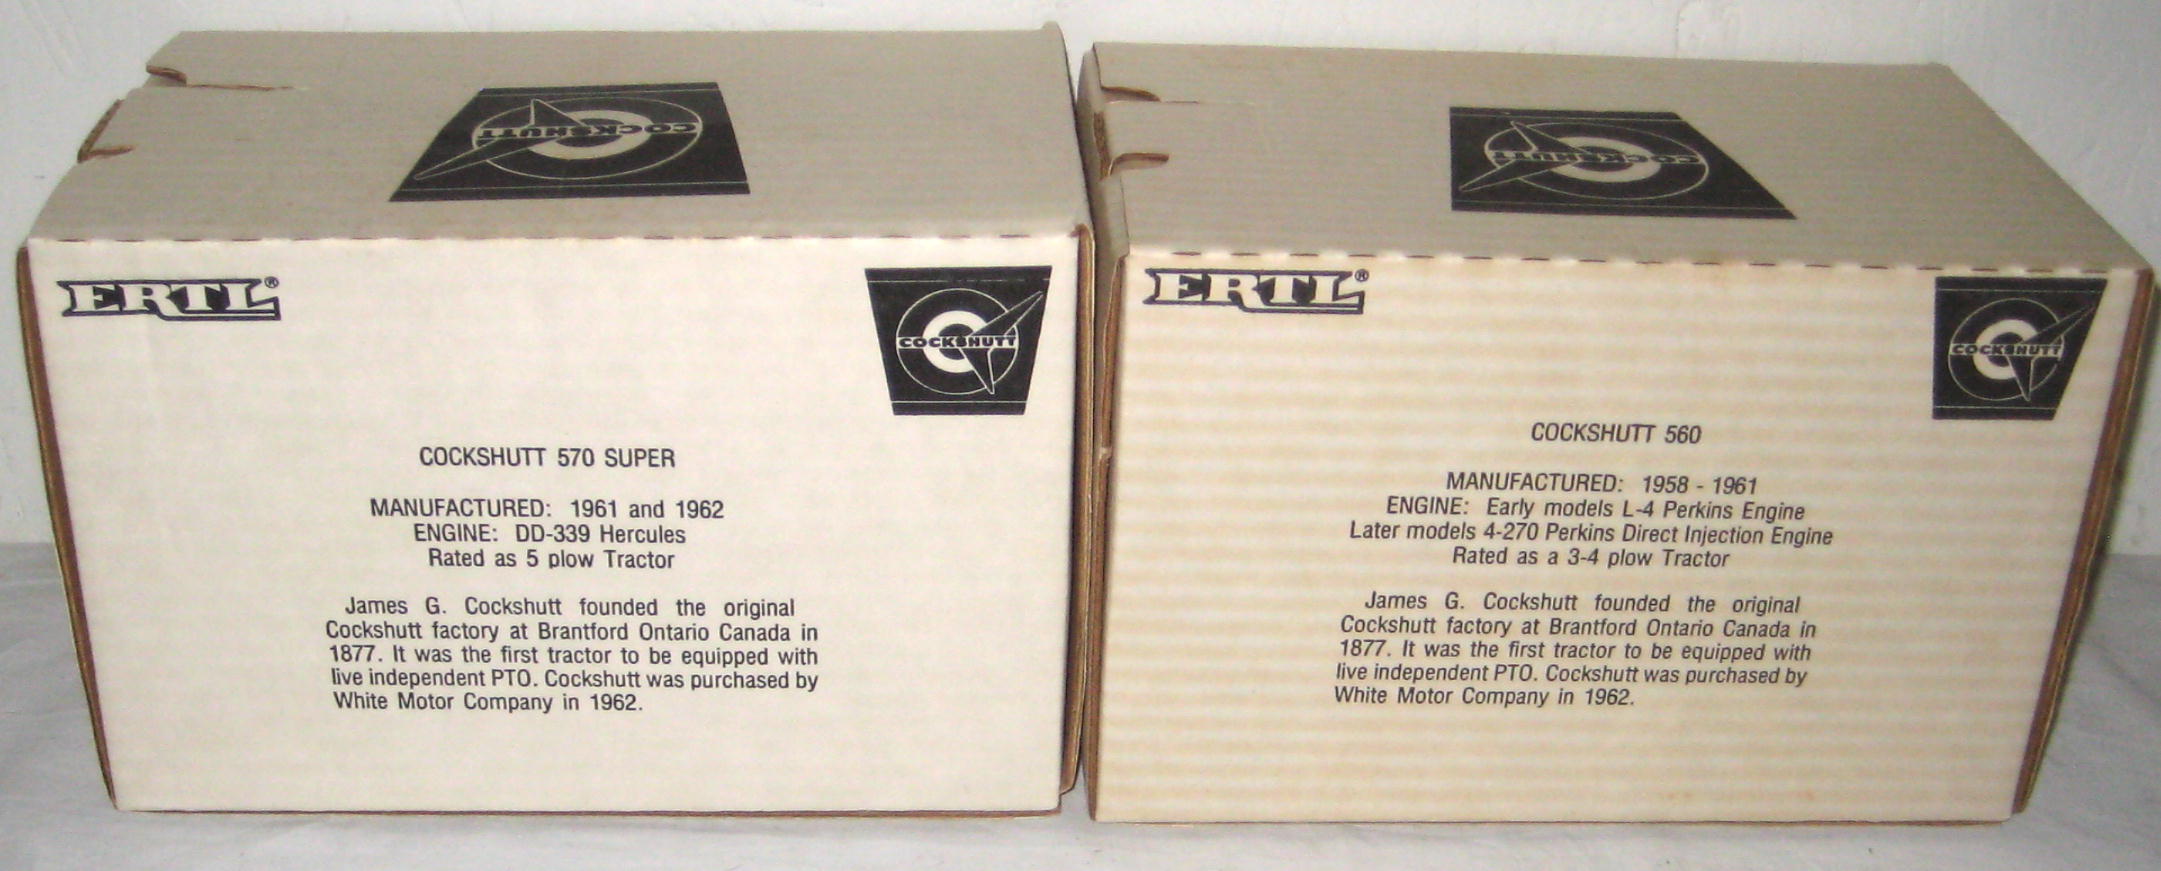 COCKSHUTT
COCKSHUTT
ERTL®
COCKSHUTT
COCKSHUTT 570 SUPER
MANUFACTURED: 1961 and 1962
ENGINE: DD-339 Hercules
Rated as 5 plow Tractor
James G. Cockshutt founded the original
Cockshutt factory at Brantford Ontario Canada in
1877. It was the first tractor to be equipped with
live independent PTO. Cockshutt was purchased by
White Motor Company in 1962.
ERTL®
COCKSHUTT
COCKSHUTT 560
MANUFACTURED: 1958 - 1961
ENGINE: Early models L-4 Perkins Engine
Later models 4-270 Perkins Direct Injection Engine
Rated as a 3-4 plow Tractor
James G. Cockshutt founded the original
Cockshutt factory at Brantford Ontario Canada in
1877. It was the first tractor to be equipped with
live independent PTO. Cockshutt was purchased by
White Motor Company in 1962.